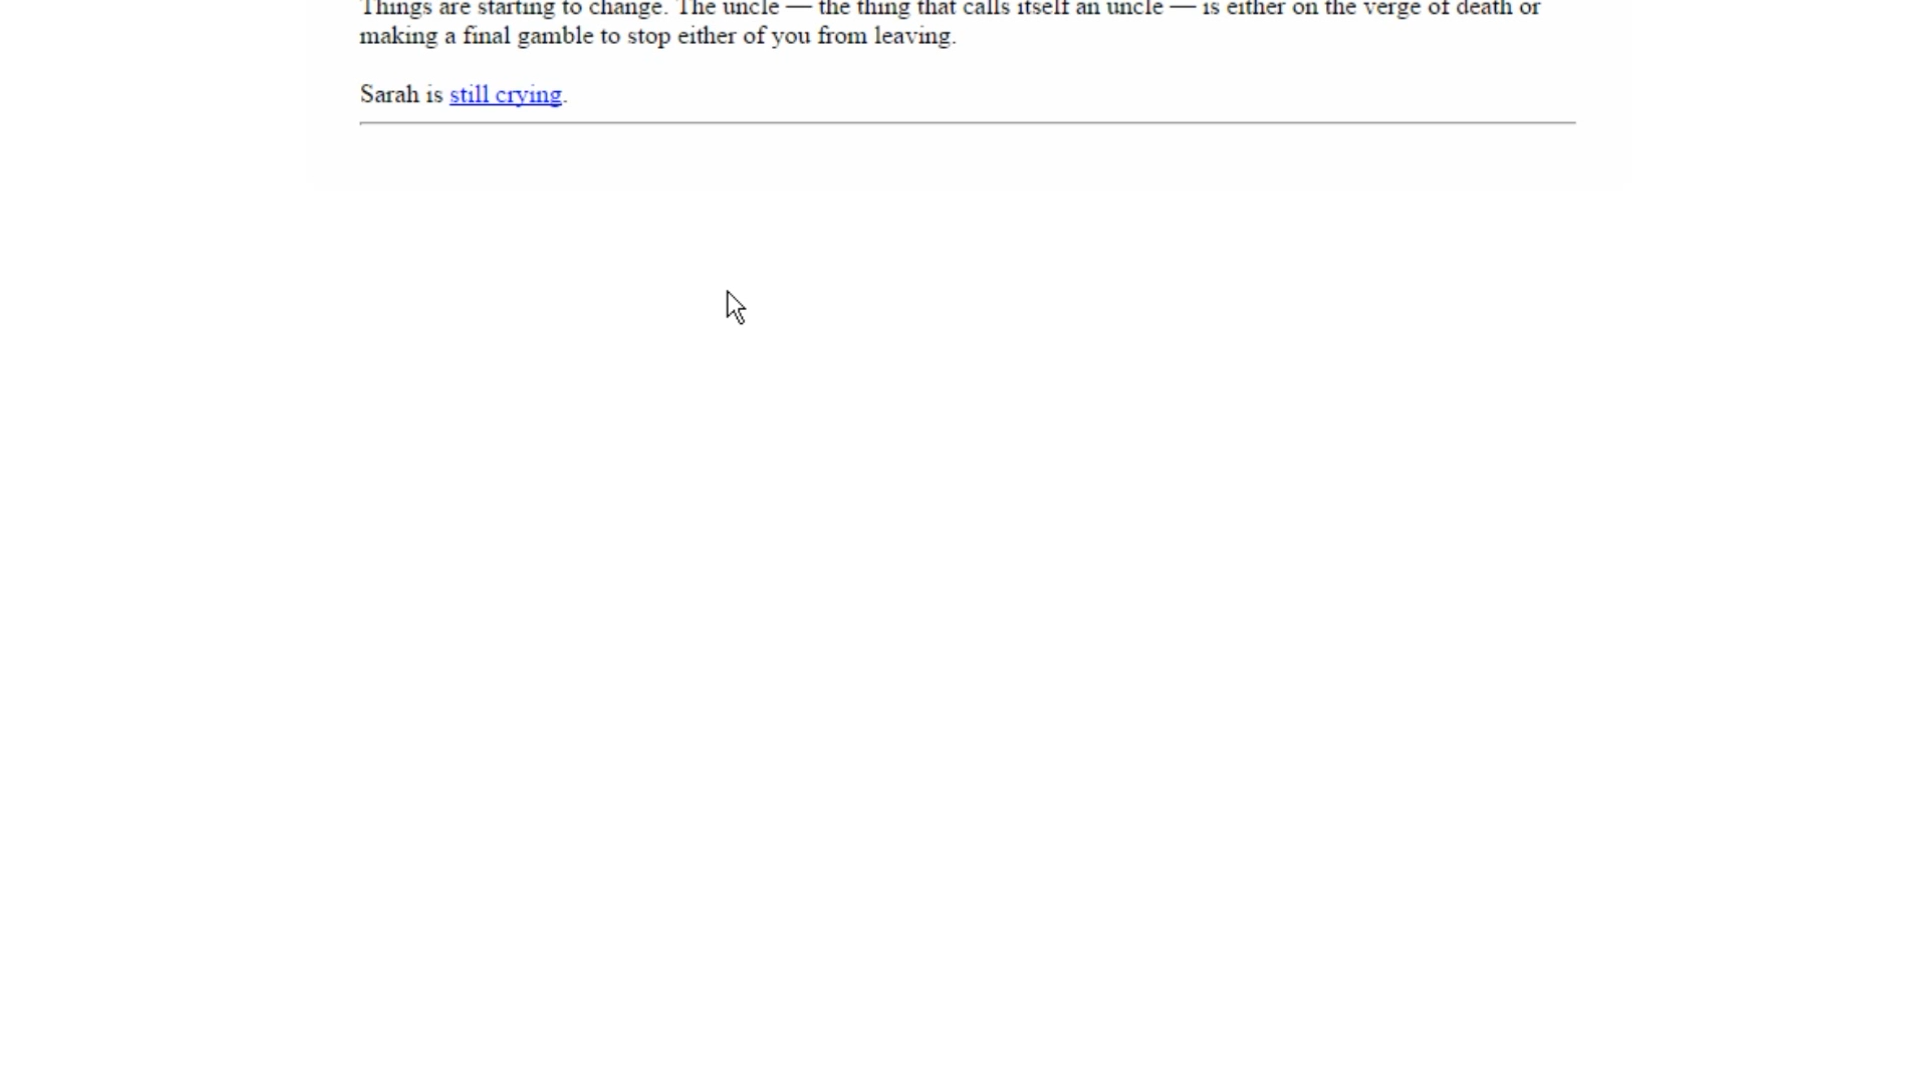 Things are starting to change. The uncle — the thing that calls itself an uncle — is either on the verge of death or
making a final gamble to stop either of you from leaving.
Sarah is still crying.